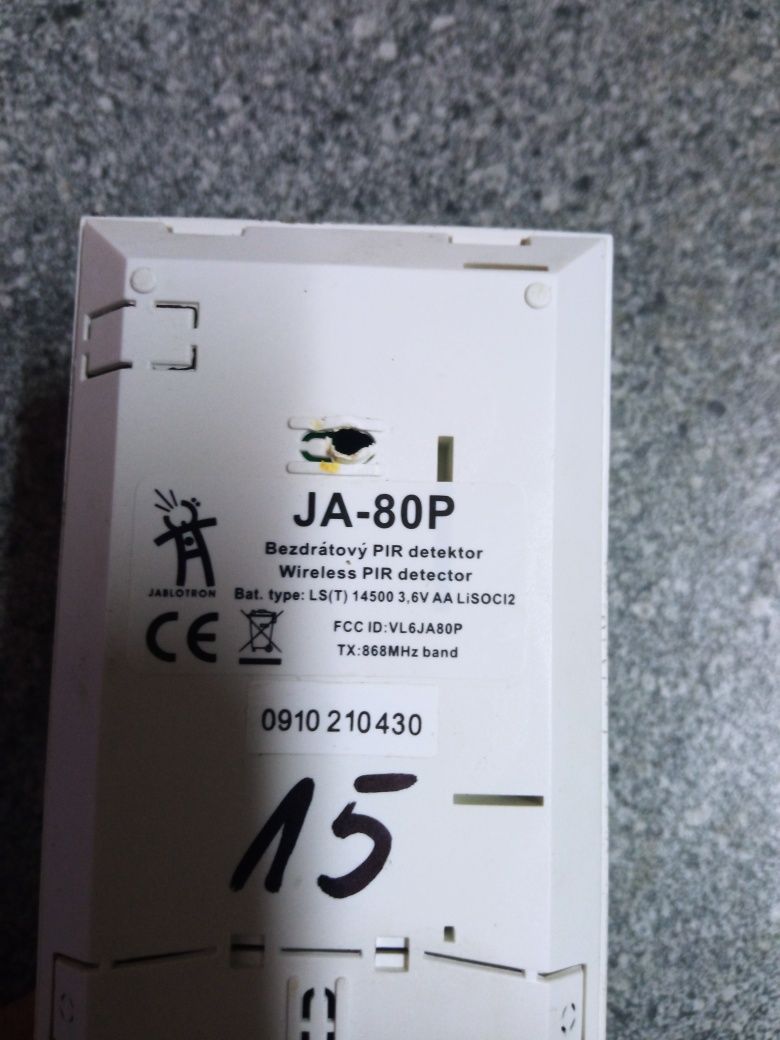 JA-80P
Bezdrátový PIR detektor
Wireless PIR detector
JABLOTRON
Bat. type: LS(T) 14500 3,6V AA LiSOCl2
CE
FCC ID:VL6JA80P
TX:868MHz band
0910 210430
15